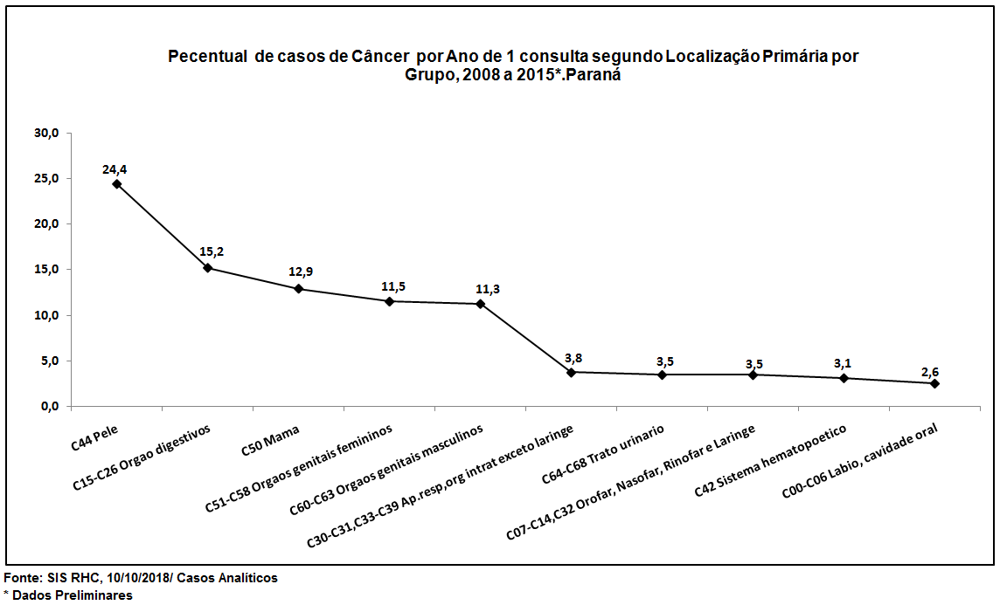 Pecentual de casos de Câncer por Ano de 1 consulta segundo Localização Primária por
Grupo, 2008 a 2015*.Paraná
30,0
25,0
20,0
15,0
10,0
5,0
0,0
24,4
15,2
12,9
11,5
11,3
3,8
3,5
3,5
3,1
2,6
C44 Pele
C15-C26 Orgao digestivos
C50 Mama
C51-C58 Orgaos genitais femininos
C60-C63 Orgaos genitais masculinos
C30-C31,C33-C39 Ap.resp,org intrat exceto laringe
C64-C68 Trato urinario
C07-C14,C32 Orofar, Nasofar, Rinofar e Laringe
C42 Sistema hematopoetico
C00-C06 Labio, cavidade oral
Fonte: SIS RHC, 10/10/2018/ Casos Analíticos
* Dados Preliminares